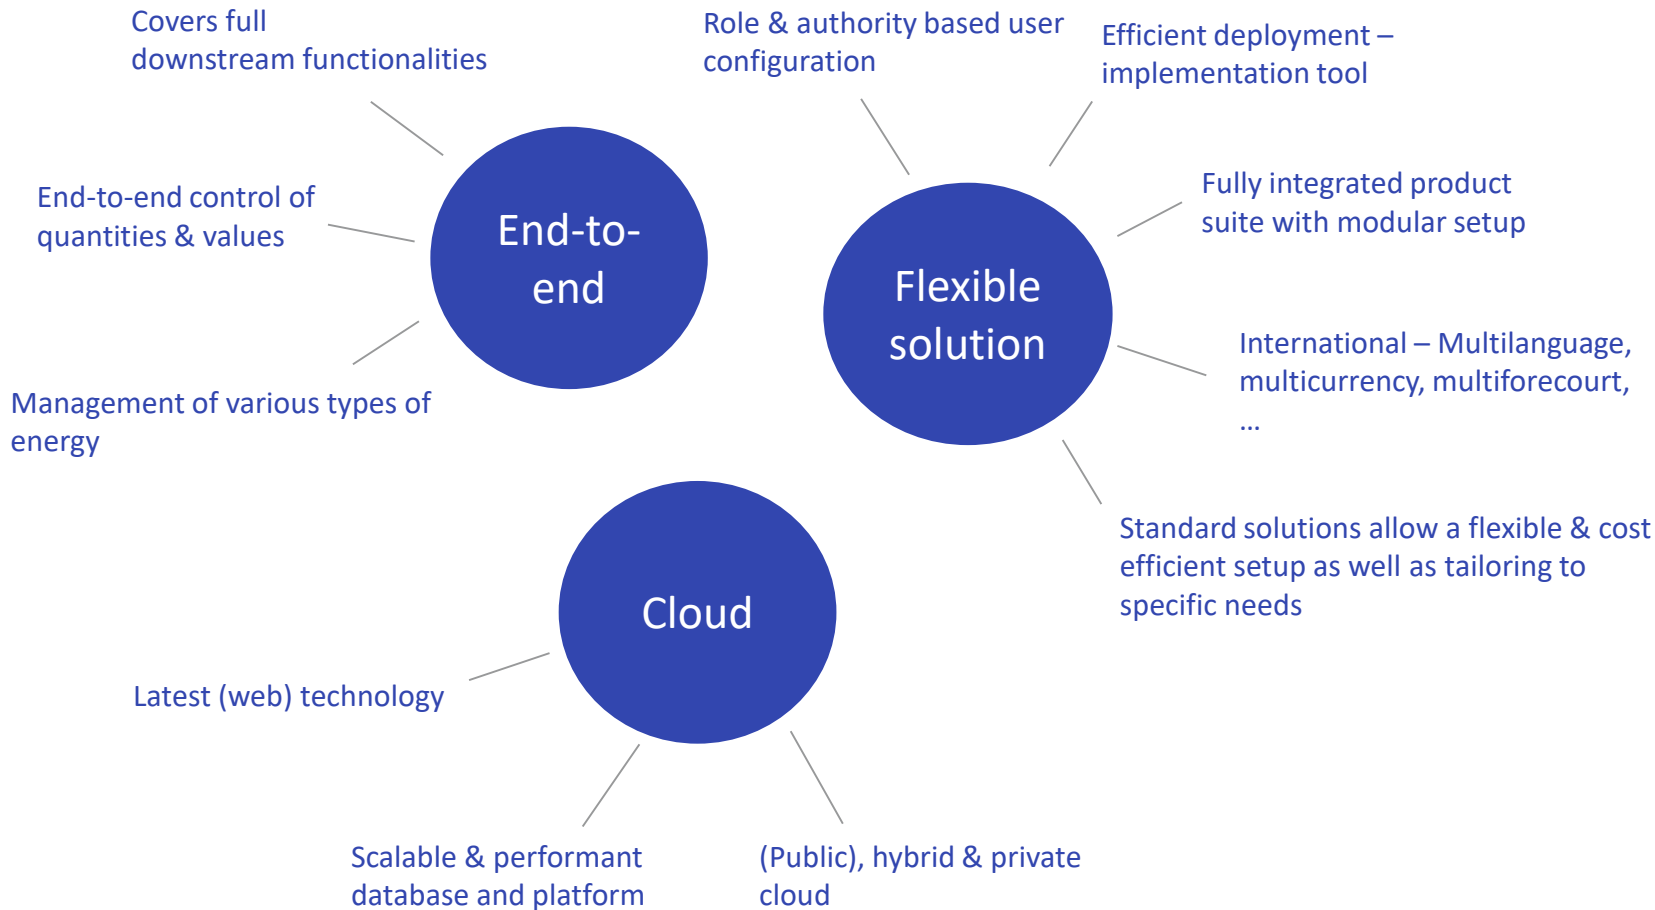 Covers full
downstream functionalities
End-to-end control of
quantities & values
Management of various types of
energy
End-to-
end
Role & authority based user
configuration
Efficient deployment –
implementation tool
Fully integrated product
suite with modular setup
International – Multilanguage,
multicurrency, multiforecourt,
...
Standard solutions allow a flexible & cost
efficient setup as well as tailoring to
specific needs
Flexible
solution
Cloud
Latest (web) technology
Scalable & performant
database and platform
(Public), hybrid & private
cloud